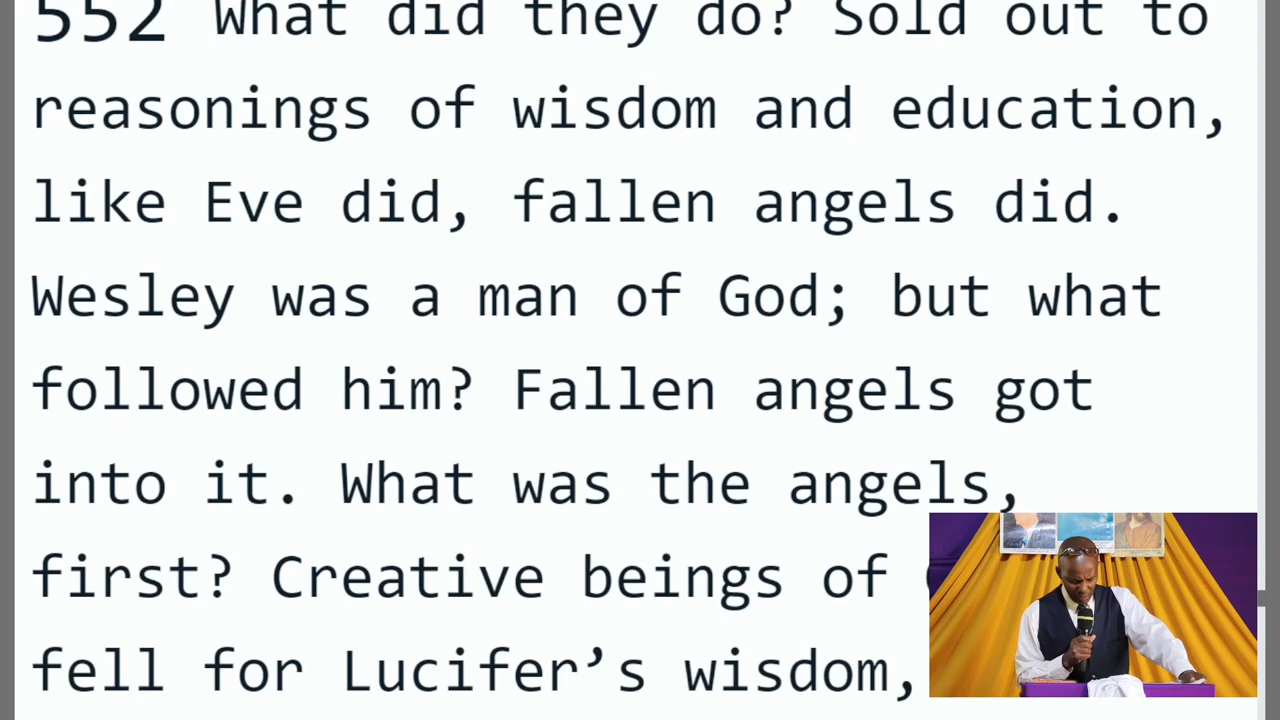 552 What did they do? Sold out to
reasonings of wisdom and education,
like Eve did, fallen angels did.
Wesley was a man of God; but what
followed him? Fallen angels got
into it. What was the angels,
first? Creative beings of
fell for Lucifer’s wisdom,